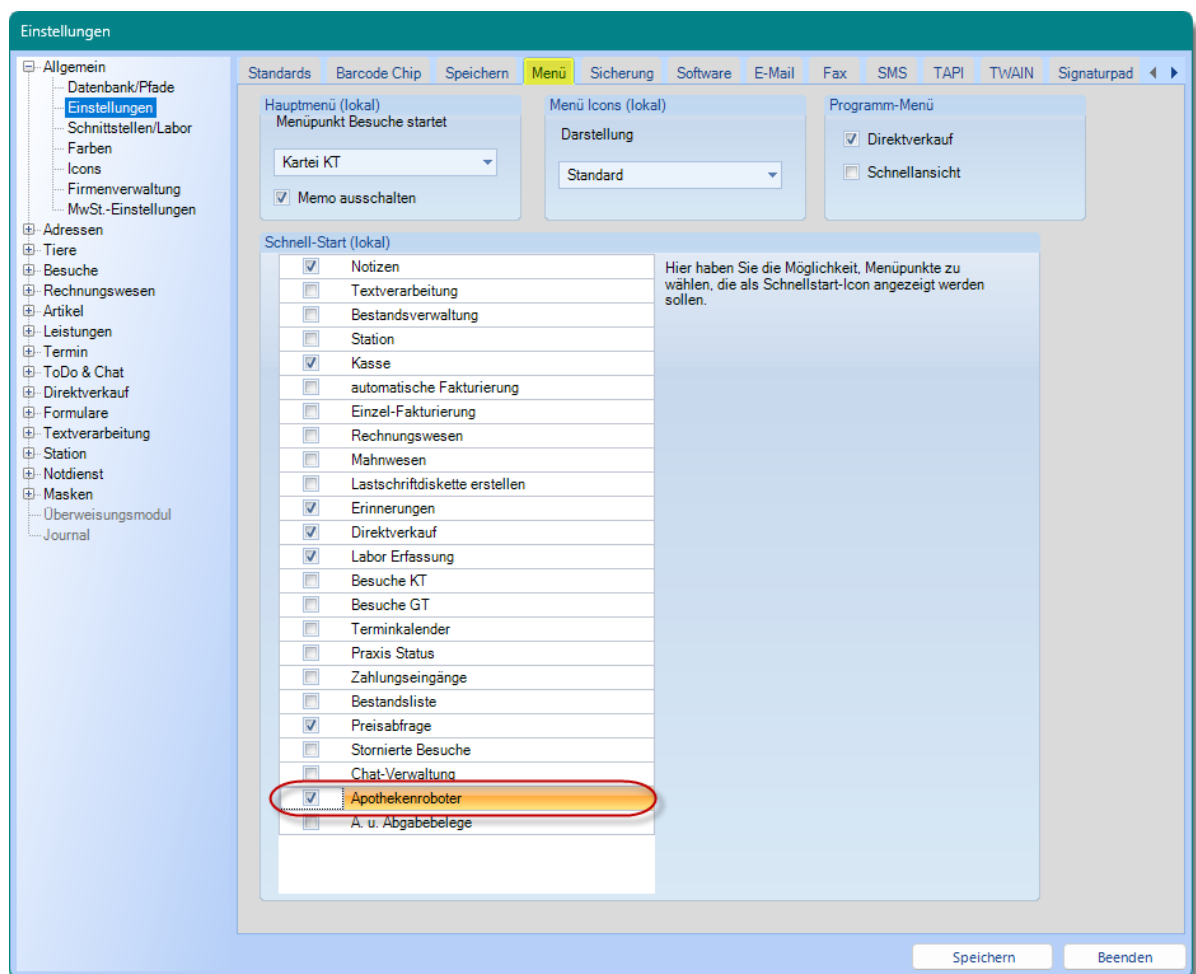 Einstellungen
Allgemein
Datenbank/Pfade
Einstellungen
Schnittstellen/Labor
Farben
Icons
Firmenverwaltung
MwSt.-Einstellungen
Adressen
Tiere
Besuche
Rechnungswesen
Artikel
Leistungen
Termin
ToDo & Chat
Direktverkauf
Formulare
Textverarbeitung
Station
Notdienst
Masken
Überweisungsmodul
Journal
Standards Barcode Chip Speichern Menü Sicherung Software E-Mail Fax SMS TAPI TWAIN Signaturpad
Hauptmenü (lokal)
Menüpunkt Besuche startet
Kartei KT
Memo ausschalten
Menü Icons (lokal)
Darstellung
Standard
Programm-Menü
Direktverkauf
Schnellansicht
Schnell-Start (lokal)
Notizen
Textverarbeitung
Bestandsverwaltung
Station
Kasse
automatische Fakturierung
Einzel-Fakturierung
Rechnungswesen
Mahnwesen
Lastschriftdiskette erstellen
Erinnerungen
Direktverkauf
Labor Erfassung
Besuche KT
Besuche GT
Terminkalender
Praxis Status
Zahlungseingänge
Bestandsliste
Preisabfrage
Stornierte Besuche
Chat-Verwaltung
Apothekenroboter
A. u. Abgabebelege
Hier haben Sie die Möglichkeit, Menüpunkte zu
wählen, die als Schnellstart-Icon angezeigt werden
sollen.
Speichern Beenden